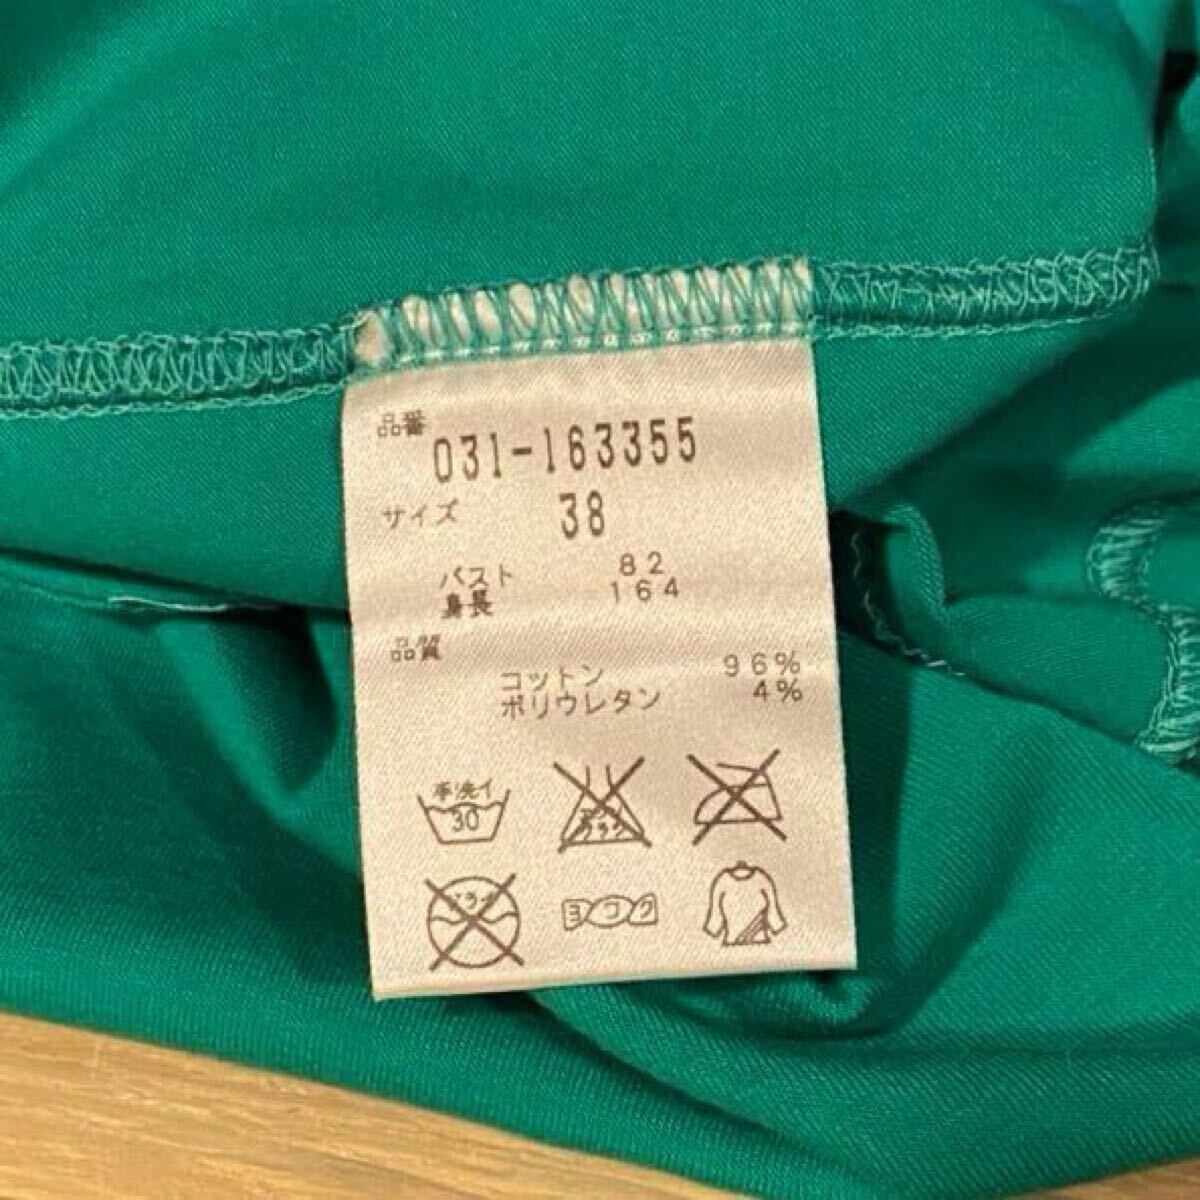 品番
031-163355
サイズ 38
バスト 82
身長 164
品質
コットン 96%
ポリウレタン 4%
手洗イ
30
ヨワク